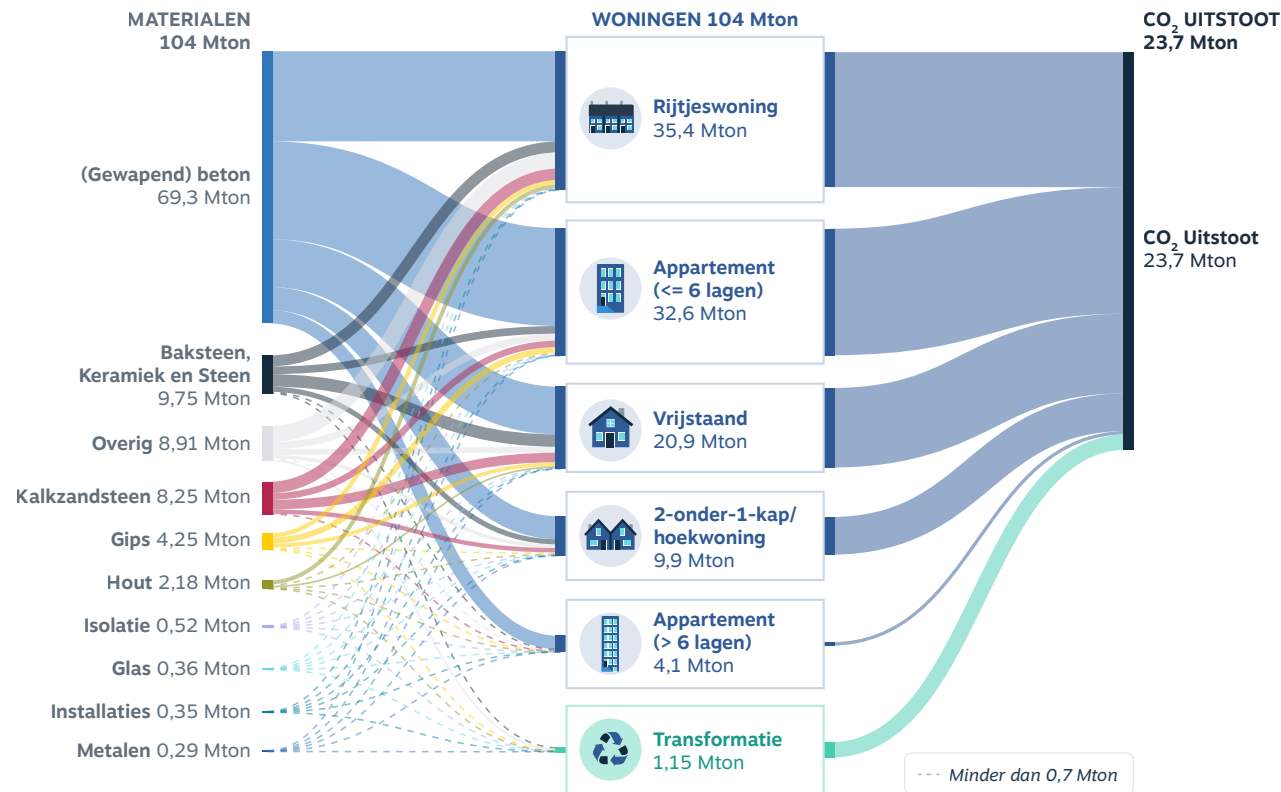 MATERIALEN
104 Mton
(Gewapend) beton
69,3 Mton
Baksteen,
Keramiek en Steen
9,75 Mton
Overig 8,91 Mton
Kalkzandsteen 8,25 Mton
Gips 4,25 Mton
Hout 2,18 Mton
Isolatie 0,52 Mton
Glas 0,36 Mton
Installaties 0,35 Mton
Metalen 0,29 Mton
WONINGEN 104 Mton
Rijtjeswoning
35,4 Mton
Appartement
(<= 6 lagen)
32,6 Mton
Vrijstaand
20,9 Mton
2-onder-1-kap/
hoekwoning
9,9 Mton
Appartement
(> 6 lagen)
4,1 Mton
Transformatie
1,15 Mton
CO₂ UITSTOOT
23,7 Mton
CO₂ Uitstoot
23,7 Mton
Minder dan 0,7 Mton